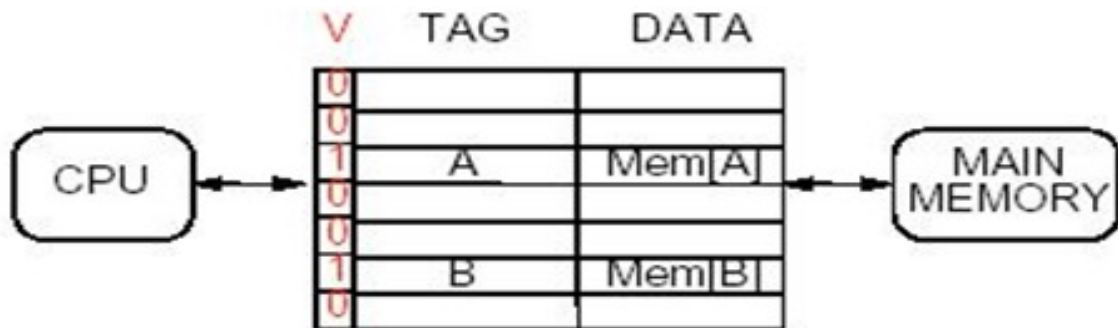 V TAG DATA
0
0
1 A Mem[A]
0
0
1 B Mem[B]
0
CPU
MAIN
MEMORY